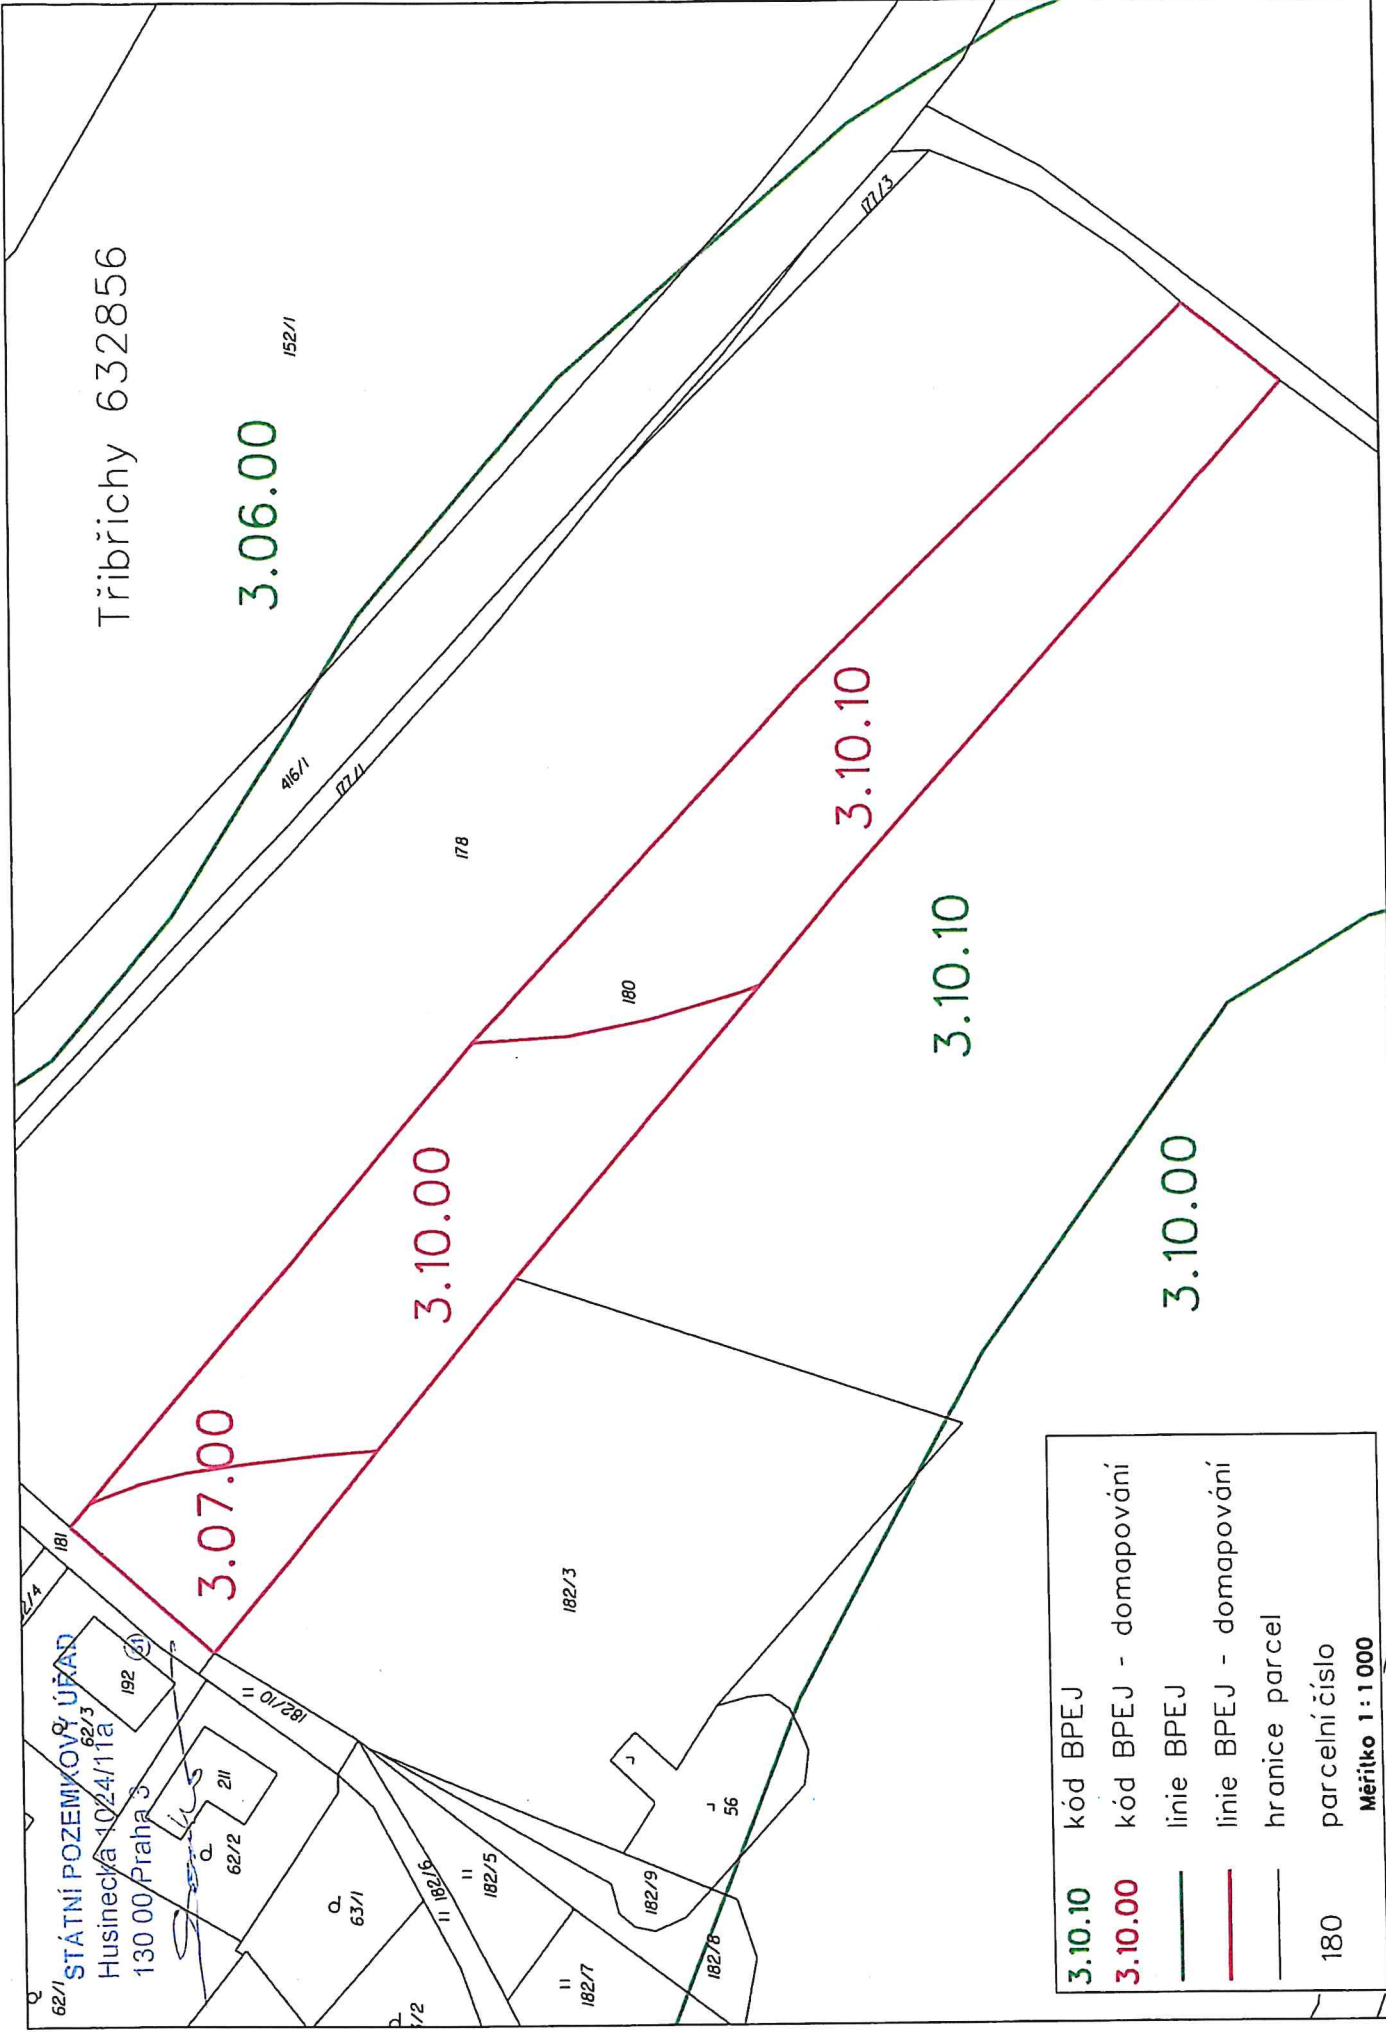 STÁTNÍ POZEMKOVÝ ÚŘAD
Husinecká 1024/11a
130 00 Praha 3
Třibřichy 632856
3.06.00
152/1
416/1
177/1
177/3
178
180
3.10.10
3.10.10
3.10.00
3.10.00
3.07.00
181
62/1
62/3
192
61
211
62/2
63/1
182/10
182/3
182/6
182/5
182/7
182/9
182/8
56
3.10.10 kód BPEJ
3.10.00 kód BPEJ - domapování
linie BPEJ
linie BPEJ - domapování
hranice parcel
180 parcelní číslo
Měřítko 1:1000